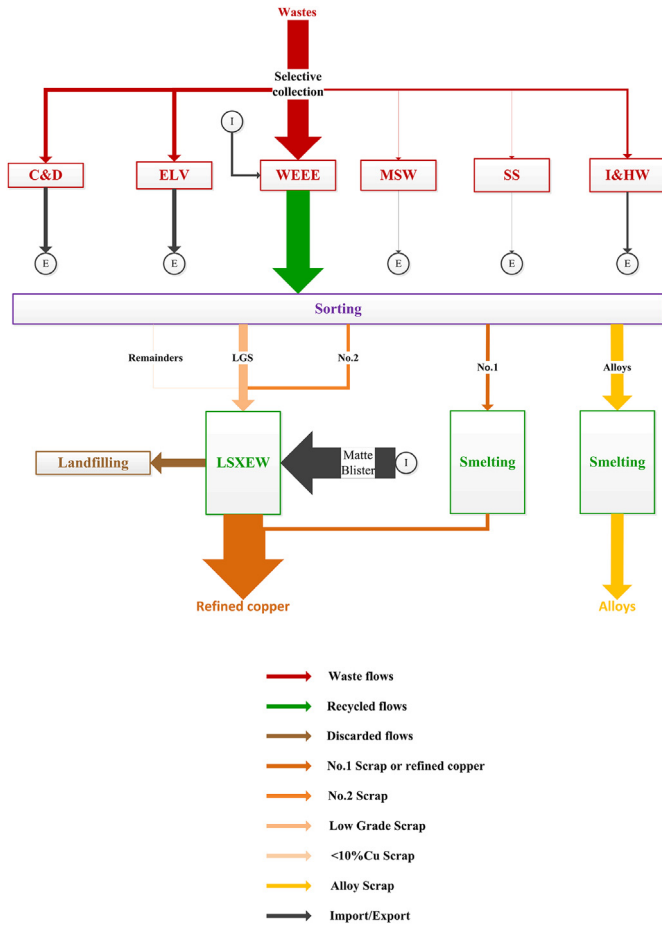 Wastes
Selective
collection
I
C&D
ELV
WEEE
MSW
SS
I&HW
E
E
E
E
E
Sorting
Remainders
LGS
No.2
No.1
Alloys
Landfilling
LSXEW
Matte
Blister
I
Smelting
Smelting
Refined copper
Alloys
Waste flows
Recycled flows
Discarded flows
No.1 Scrap or refined copper
No.2 Scrap
Low Grade Scrap
<10%Cu Scrap
Alloy Scrap
Import/Export